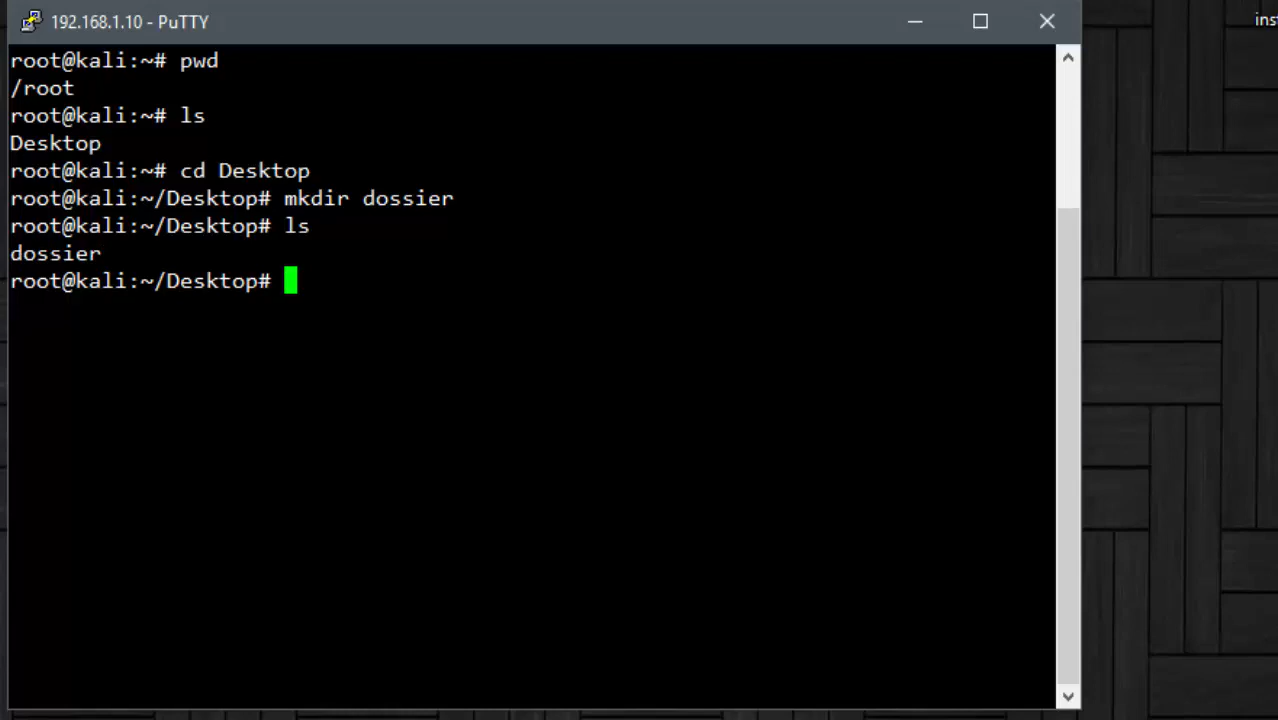 192.168.1.10 - PuTTY
root@kali:~# pwd
/root
root@kali:~# ls
Desktop
root@kali:~# cd Desktop
root@kali:~/Desktop# mkdir dossier
root@kali:~/Desktop# ls
dossier
root@kali:~/Desktop#